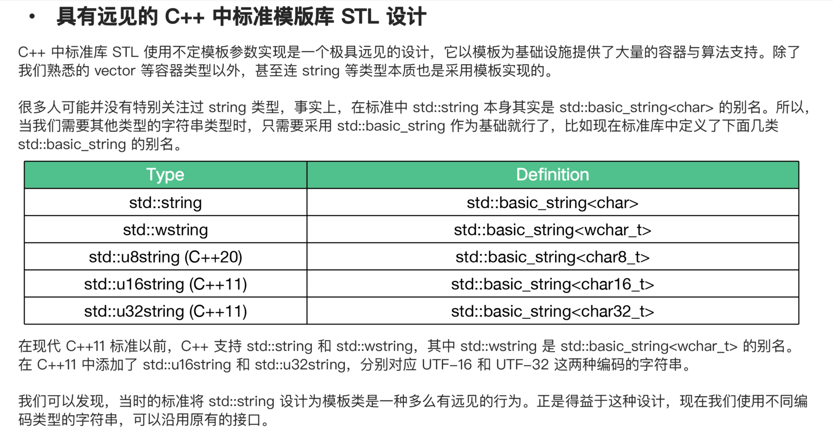 • 具有远见的 C++ 中标准模版库 STL 设计
C++ 中标准库 STL 使用不定模板参数实现是一个极具远见的设计，它以模板为基础设施提供了大量的容器与算法支持。除了
我们熟悉的 vector 等容器类型以外，甚至连 string 等类型本质也是采用模板实现的。
很多人可能并没有特别关注过 string 类型，事实上，在标准中 std::string 本身其实是 std::basic_string<char> 的别名。所以，
当我们需要其他类型的字符串类型时，只需要采用 std::basic_string 作为基础就行了，比如现在标准库中定义了下面几类
std::basic_string 的别名。
Type Definition
std::string std::basic_string<char>
std::wstring std::basic_string<wchar_t>
std::u8string (C++20) std::basic_string<char8_t>
std::u16string (C++11) std::basic_string<char16_t>
std::u32string (C++11) std::basic_string<char32_t>
在现代 C++11 标准以前，C++ 支持 std::string 和 std::wstring，其中 std::wstring 是 std::basic_string<wchar_t> 的别名。
在 C++11 中添加了 std::u16string 和 std::u32string，分别对应 UTF-16 和 UTF-32 这两种编码的字符串。
我们可以发现，当时的标准将 std::string 设计为模板类是一种多么有远见的行为。正是得益于这种设计，现在我们使用不同编
码类型的字符串，可以沿用原有的接口。